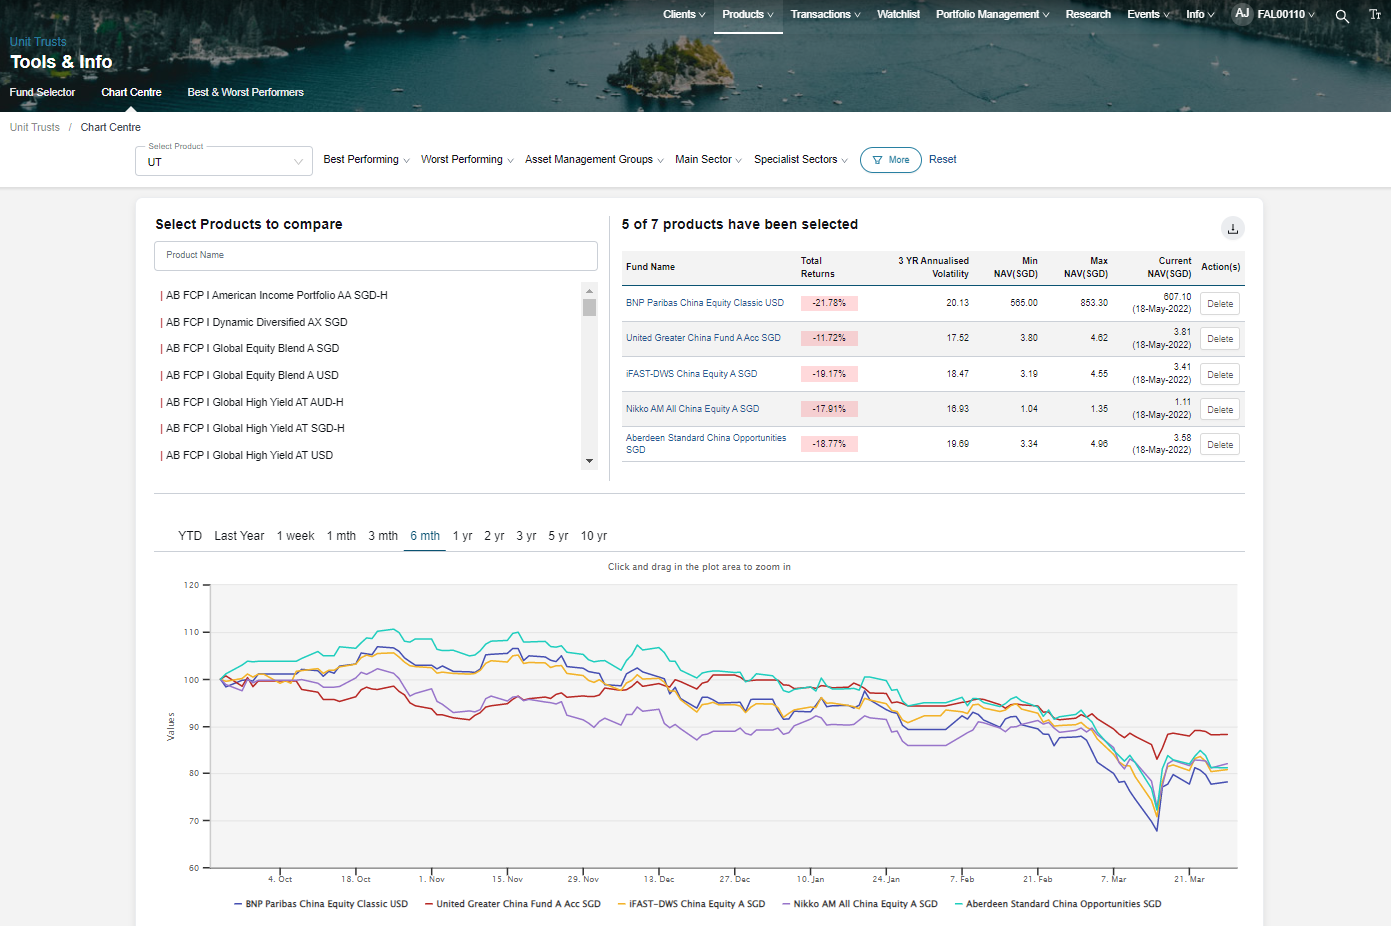 Clients Products Transactions Watchlist Portfolio Management Research Events Info AJ FAL00110 Tr
Unit Trusts
Tools & Info
Fund Selector Chart Centre Best & Worst Performers
Unit Trusts / Chart Centre
Select Product
UT
Best Performing Worst Performing Asset Management Groups Main Sector Specialist Sectors More Reset
Select Products to compare
Product Name
| AB FCP I American Income Portfolio AA SGD-H
| AB FCP I Dynamic Diversified AX SGD
| AB FCP I Global Equity Blend A SGD
| AB FCP I Global Equity Blend A USD
| AB FCP I Global High Yield AT AUD-H
| AB FCP I Global High Yield AT SGD-H
| AB FCP I Global High Yield AT USD
5 of 7 products have been selected
Fund Name Total Returns 3 YR Annualised Volatility Min NAV(SGD) Max NAV(SGD) Current NAV(SGD) Action(s)
BNP Paribas China Equity Classic USD -21.78% 20.13 565.00 853.30 607.10 (18-May-2022) Delete
United Greater China Fund A Acc SGD -11.72% 17.52 3.80 4.62 3.81 (18-May-2022) Delete
iFAST-DWS China Equity A SGD -19.17% 18.47 3.19 4.55 3.41 (18-May-2022) Delete
Nikko AM All China Equity A SGD -17.91% 16.93 1.04 1.35 1.11 (18-May-2022) Delete
Aberdeen Standard China Opportunities SGD -18.77% 19.69 3.34 4.96 3.58 (18-May-2022) Delete
YTD Last Year 1 week 1 mth 3 mth 6 mth 1 yr 2 yr 3 yr 5 yr 10 yr
Click and drag in the plot area to zoom in
Values
120
110
100
90
80
70
60
4. Oct 18. Oct 1. Nov 15. Nov 29. Nov 13. Dec 27. Dec 10. Jan 24. Jan 7. Feb 21. Feb 7. Mar 21. Mar
BNP Paribas China Equity Classic USD United Greater China Fund A Acc SGD iFAST-DWS China Equity A SGD Nikko AM All China Equity A SGD Aberdeen Standard China Opportunities SGD